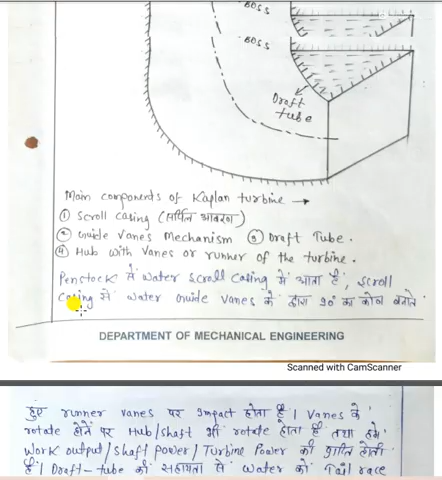 BOSS
BOSS
Draft
tube
Main components of Kaplan turbine →
① Scroll casing (सर्पिल आवरण)
② Guide Vanes Mechanism ③ Draft Tube.
④ Hub with Vanes or runner of the turbine.
Penstock से water scroll casing में आता है, scroll
casing से water Guide vanes के द्वारा 90° का कोण बनाते
DEPARTMENT OF MECHANICAL ENGINEERING
Scanned with CamScanner
हुए runner vanes पर impact होता है। Vanes के
rotate होने पर Hub/shaft भी rotate होता है तथा हमे
Work output/shaft power/Turbine Power की प्राप्ति होती
है। Draft-tube की सहायता से water को Tail race